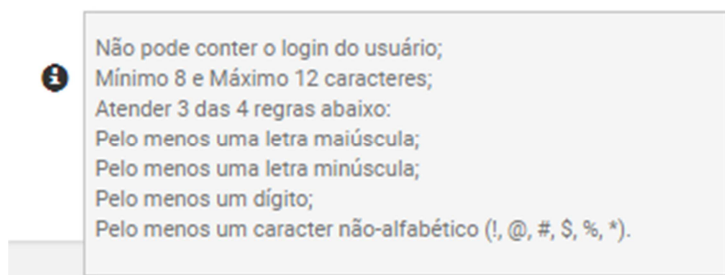 Não pode conter o login do usuário;
Mínimo 8 e Máximo 12 caracteres;
Atender 3 das 4 regras abaixo:
Pelo menos uma letra maiúscula;
Pelo menos uma letra minúscula;
Pelo menos um dígito;
Pelo menos um caracter não-alfabético (!, @, #, $, %, *).